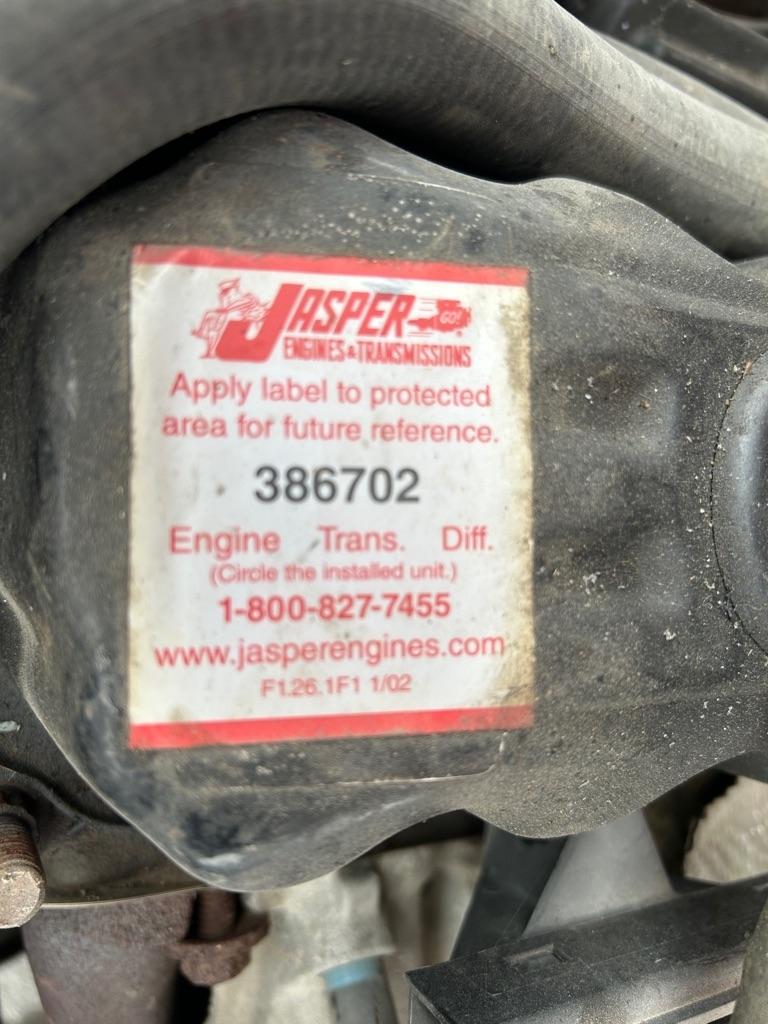 JASPER GO!
ENGINES & TRANSMISSIONS
Apply label to protected
area for future reference.
386702
Engine Trans. Diff.
(Circle the installed unit.)
1-800-827-7455
www.jasperengines.com
F1.26.1F1 1/02